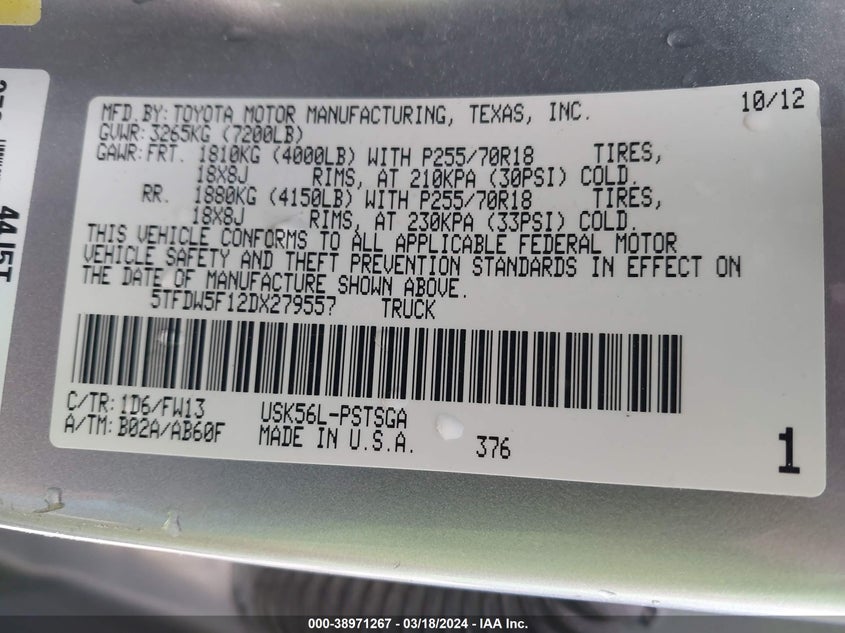 MFD.BY:TOYOTA MOTOR MANUFACTURING, TEXAS, INC. 10/12
GVWR:3265KG (7200LB)
GAWR:FRT. 1810KG (4000LB) WITH P255/70R18 TIRES,
18X8J RIMS, AT 210KPA (30PSI) COLD.
RR. 1880KG (4150LB) WITH P255/70R18 TIRES,
18X8J RIMS, AT 230KPA (33PSI) COLD.
THIS VEHICLE CONFORMS TO ALL APPLICABLE FEDERAL MOTOR
VEHICLE SAFETY AND THEFT PREVENTION STANDARDS IN EFFECT ON
THE DATE OF MANUFACTURE SHOWN ABOVE.
5TFDW5F12DX279557 TRUCK
C/TR:1D6/FW13 USK56L-PSTSGA
A/TM:B02A/AB60F MADE IN U.S.A. 376 1
44J5T
000-38971267 - 03/18/2024 - IAA Inc.